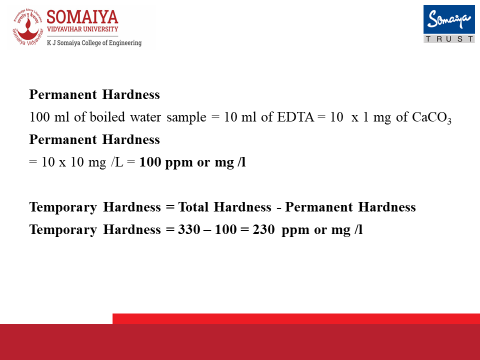 SOMAIYA
VIDYAVIHAR UNIVERSITY
K J Somaiya College of Engineering
Somaiya
TRUST
Permanent Hardness
100 ml of boiled water sample = 10 ml of EDTA = 10 x 1 mg of CaCO₃
Permanent Hardness
= 10 x 10 mg /L = 100 ppm or mg /l
Temporary Hardness = Total Hardness - Permanent Hardness
Temporary Hardness = 330 – 100 = 230 ppm or mg /l